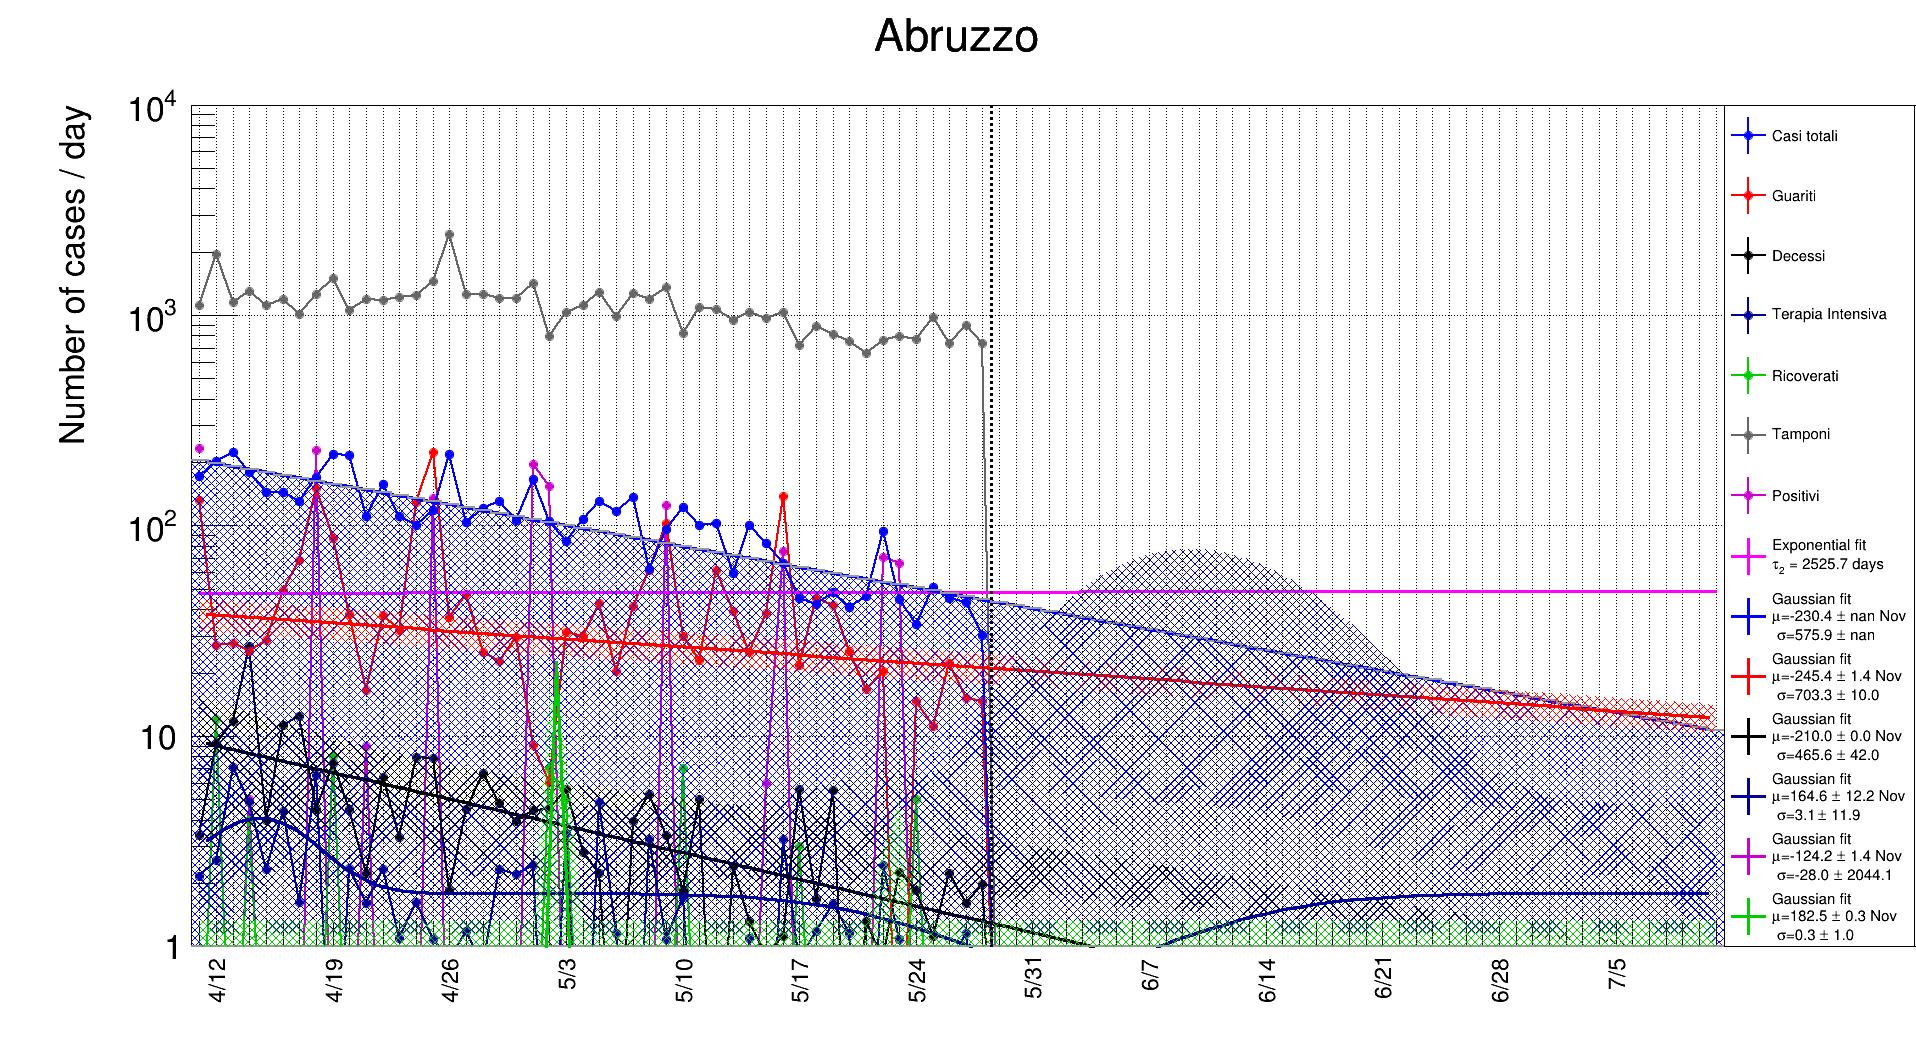 Abruzzo
Number of cases / day
10^4
10^3
10^2
10
1
4/12
4/19
4/26
5/3
5/10
5/17
5/24
5/31
6/7
6/14
6/21
6/28
7/5
Casi totali
Guariti
Decessi
Terapia Intensiva
Ricoverati
Tamponi
Positivi
Exponential fit
τ₂ = 2525.7 days
Gaussian fit
μ=-230.4 ± nan Nov
σ=575.9 ± nan
Gaussian fit
μ=-245.4 ± 1.4 Nov
σ=703.3 ± 10.0
Gaussian fit
μ=-210.0 ± 0.0 Nov
σ=465.6 ± 42.0
Gaussian fit
μ=164.6 ± 12.2 Nov
σ=3.1 ± 11.9
Gaussian fit
μ=-124.2 ± 1.4 Nov
σ=-28.0 ± 2044.1
Gaussian fit
μ=182.5 ± 0.3 Nov
σ=0.3 ± 1.0